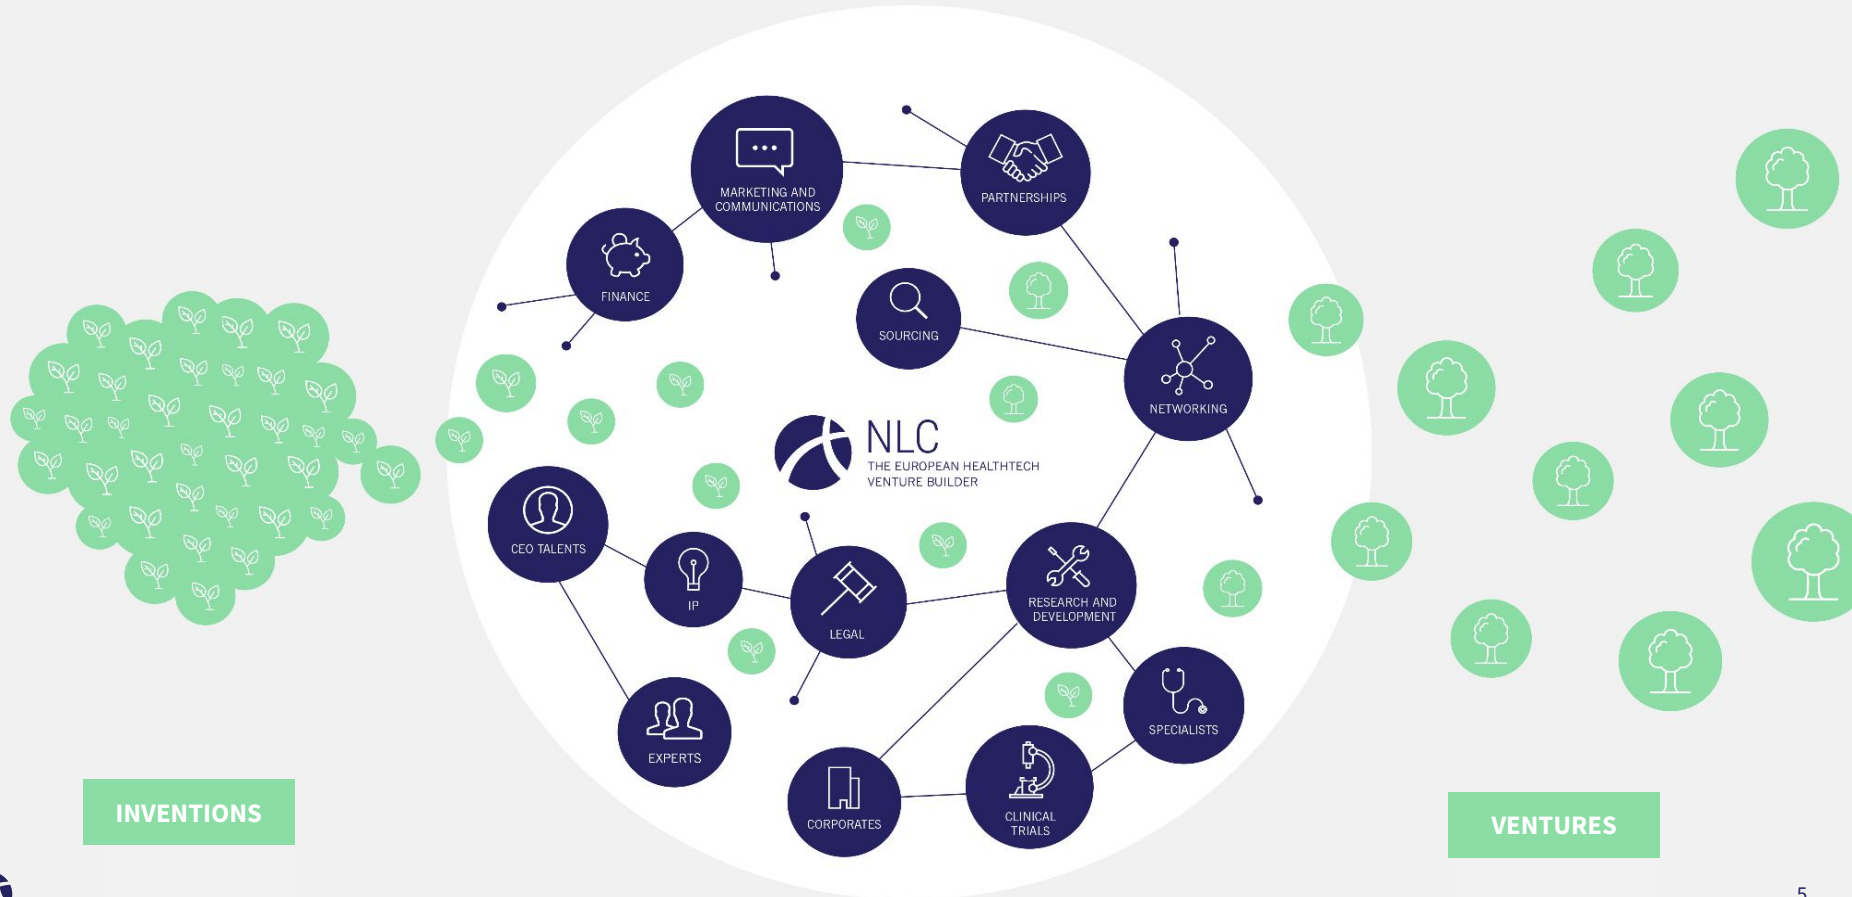 MARKETING AND
COMMUNICATIONS
PARTNERSHIPS
FINANCE
SOURCING
NETWORKING
NLC
THE EUROPEAN HEALTHTECH
VENTURE BUILDER
CEO TALENTS
IP
LEGAL
RESEARCH AND
DEVELOPMENT
EXPERTS
SPECIALISTS
CORPORATES
CLINICAL
TRIALS
INVENTIONS
VENTURES
5